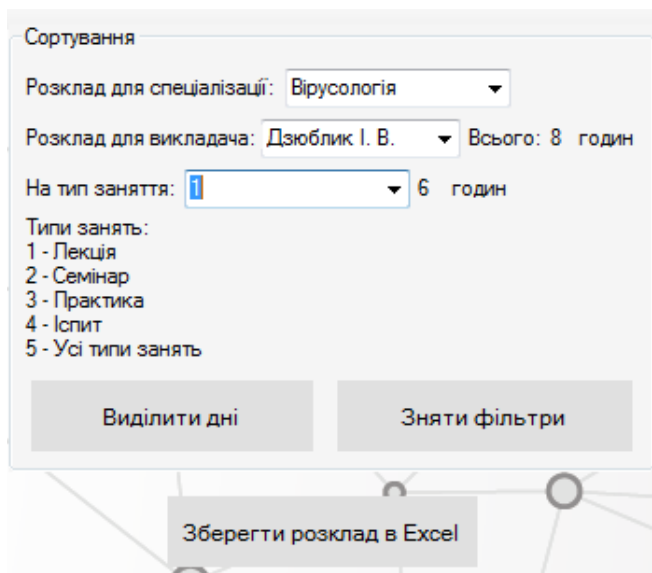 Сортування
Розклад для спеціалізації: Вірусологія
Розклад для викладача: Дзюблик І. В. Всього: 8 годин
На тип заняття: 1 6 годин
Типи занять:
1 - Лекція
2 - Семінар
3 - Практика
4 - Іспит
5 - Усі типи занять
Виділити дні Зняти фільтри
Зберегти розклад в Excel